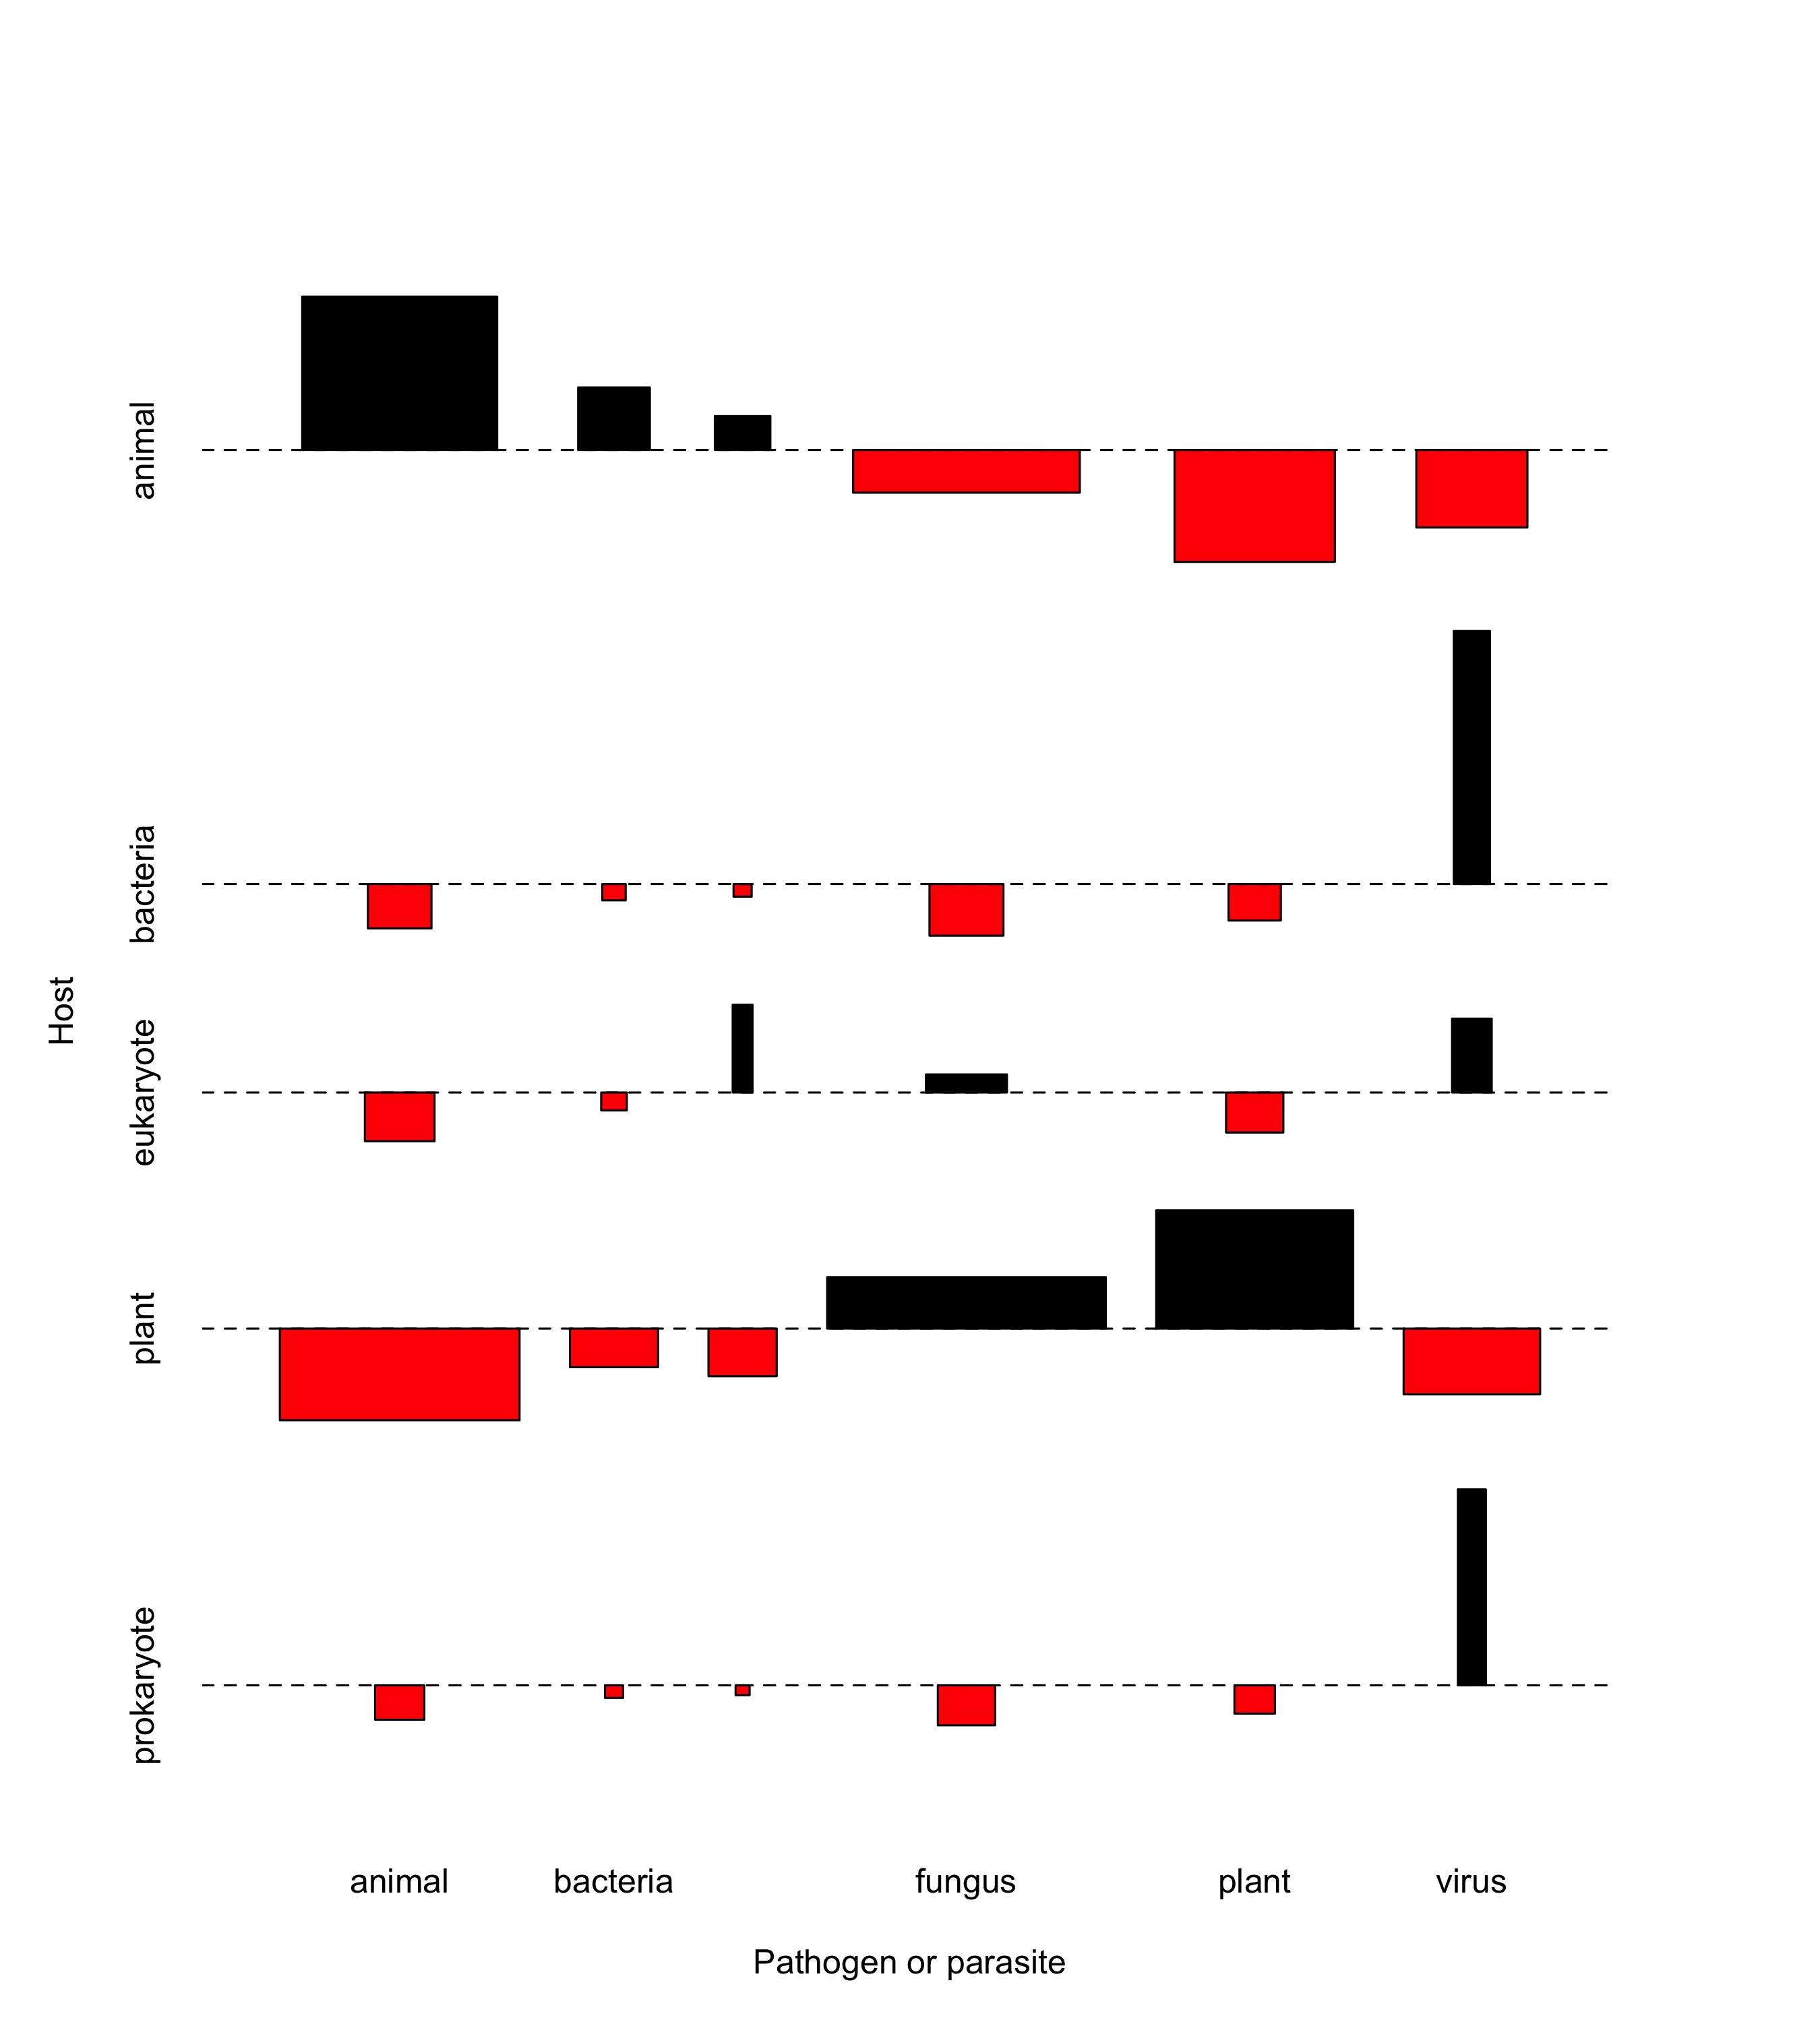 Host
animal
bacteria
eukaryote
plant
prokaryote
animal
bacteria
fungus
plant
virus
Pathogen or parasite